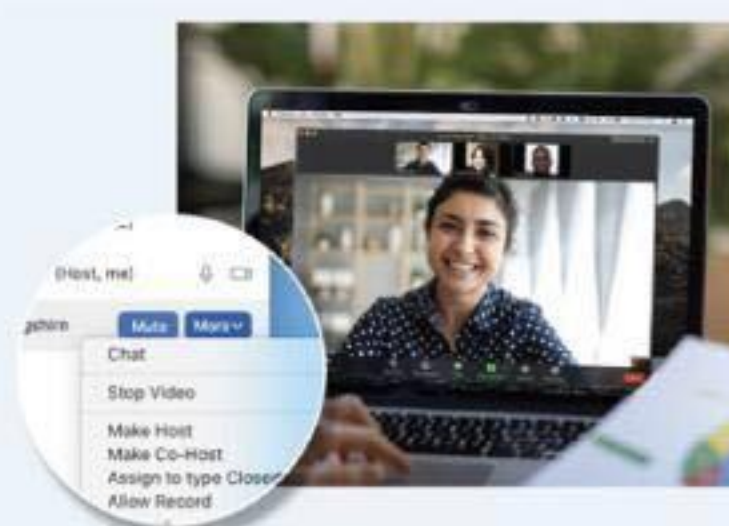 (Host, me)
Mute More
Chat
Stop Video
Make Host
Make Co-Host
Assign to type Closed
Allow Record